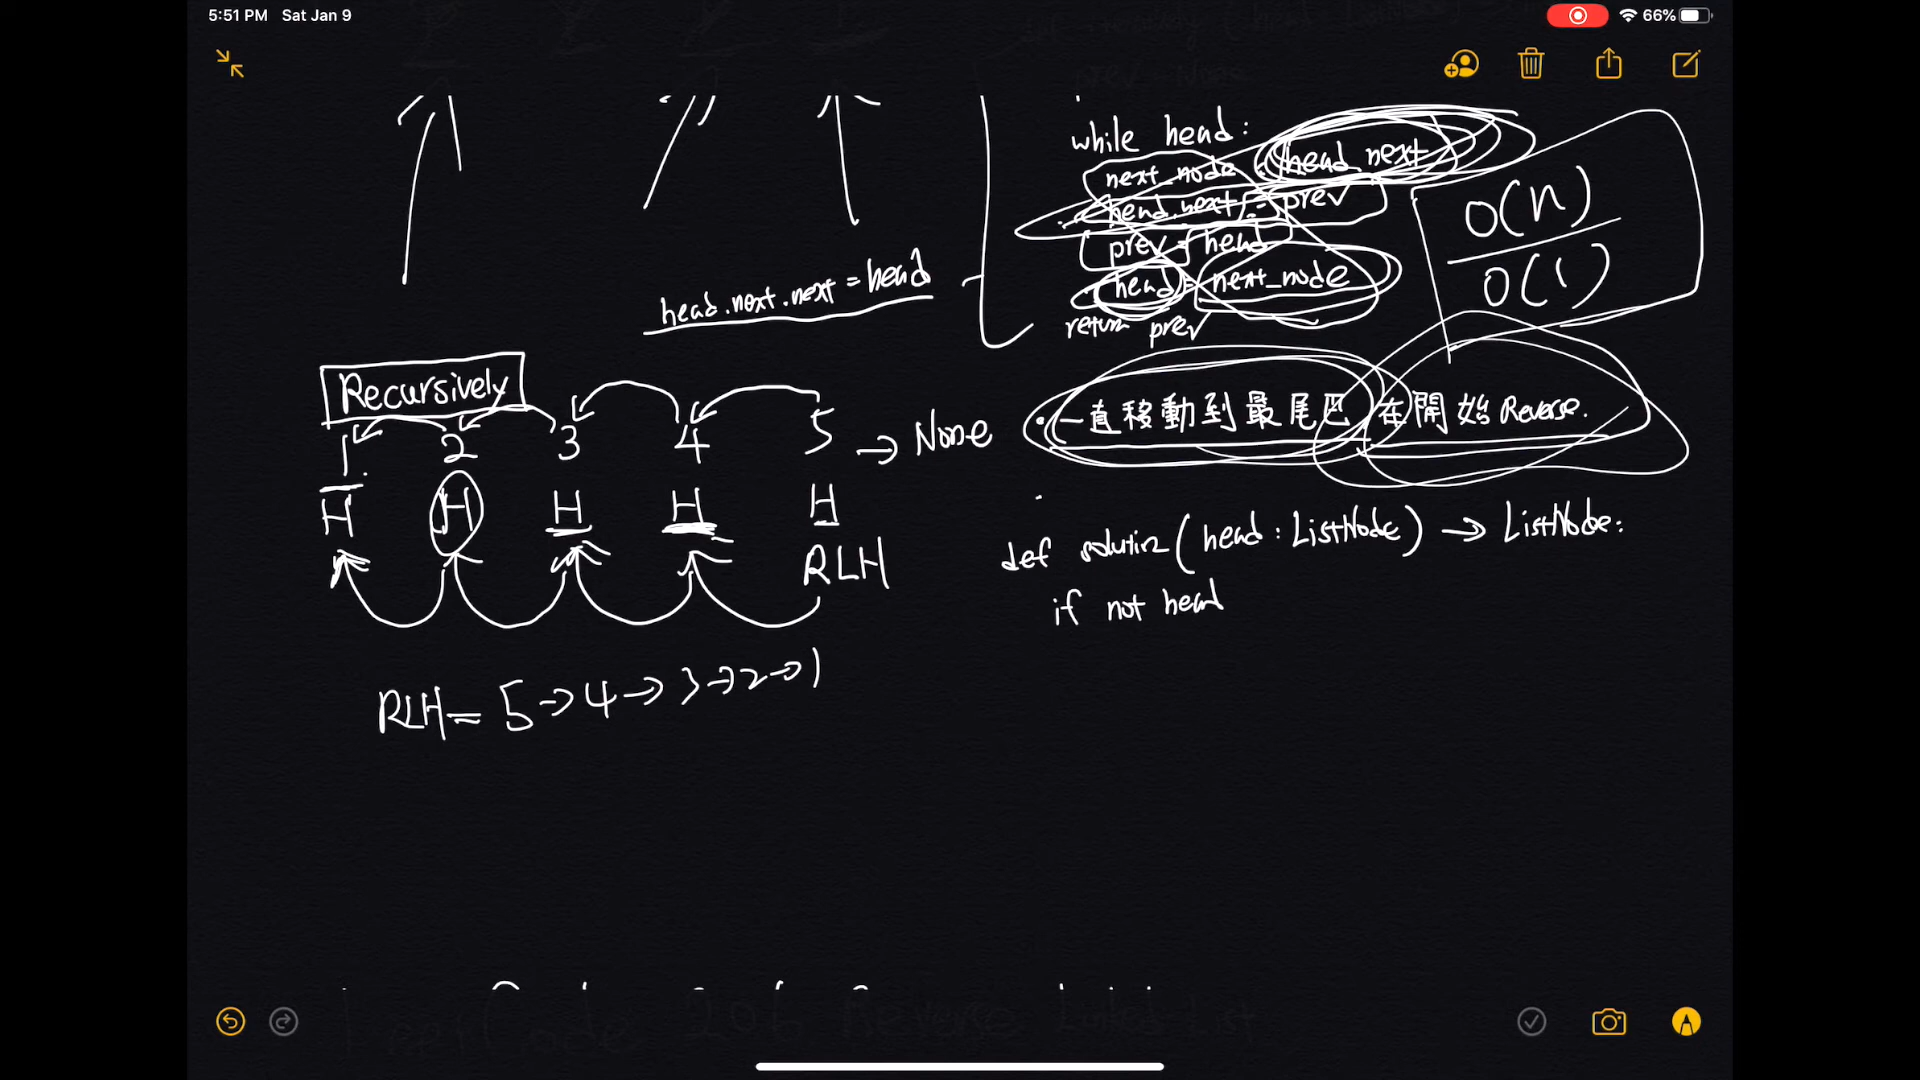 5:51 PM Sat Jan 9
66%
while head:
next_node = head.next
head.next = prev
prev = head
head = next_node
return prev
O(n)
O(1)
head.next.next = head
Recursively
1 2 3 4 5 → None
H H H H H
RLH
RLH = 5 → 4 → 3 → 2 → 1
· 一直移動到最尾巴 在開始 Reverse.
def solution(head: ListNode) → ListNode:
if not head